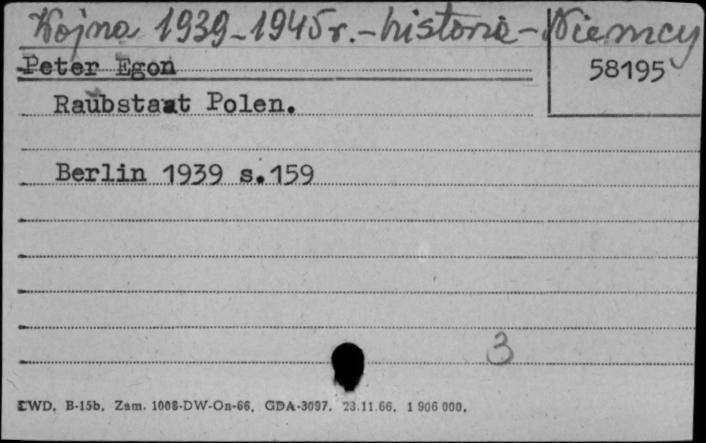 Wojna 1939-1945r.-historia-Niemcy
Peter Egon
58195
Raubstaat Polen.
Berlin 1939 s.159
3
CWD, B-15b, Zam. 1008-DW-On-66, GDA-3097. 23.11.66. 1 906 000.